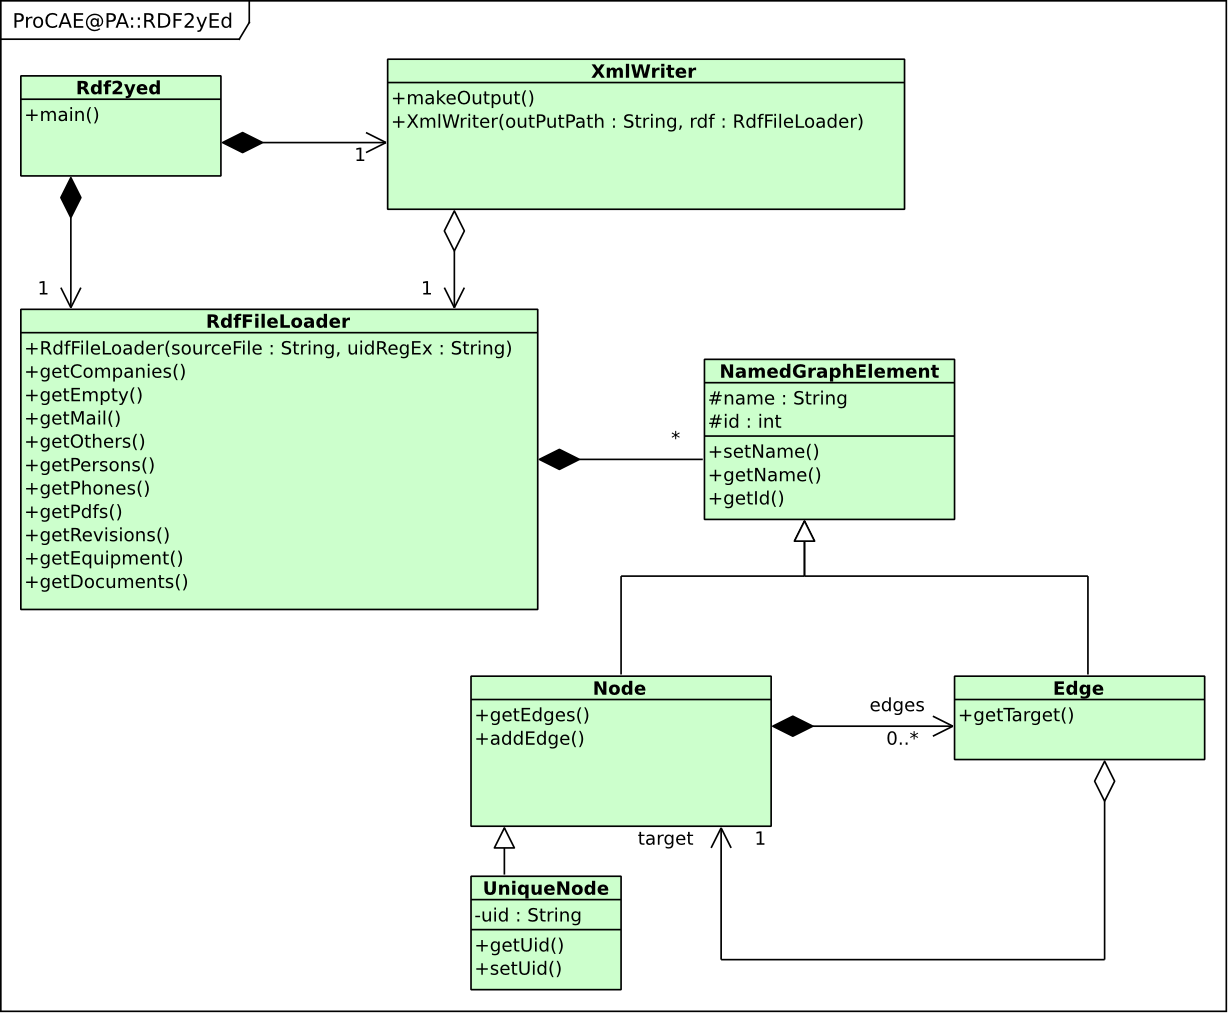 ProCAE@PA::RDF2yEd
Rdf2yed
+main()
1
XmlWriter
+makeOutput()
+XmlWriter(outPutPath : String, rdf : RdfFileLoader)
1
1
RdfFileLoader
+RdfFileLoader(sourceFile : String, uidRegEx : String)
+getCompanies()
+getEmpty()
+getMail()
+getOthers()
+getPersons()
+getPhones()
+getPdfs()
+getRevisions()
+getEquipment()
+getDocuments()
*
NamedGraphElement
#name : String
#id : int
+setName()
+getName()
+getId()
Node
+getEdges()
+addEdge()
edges
0..*
Edge
+getTarget()
target
1
UniqueNode
-uid : String
+getUid()
+setUid()